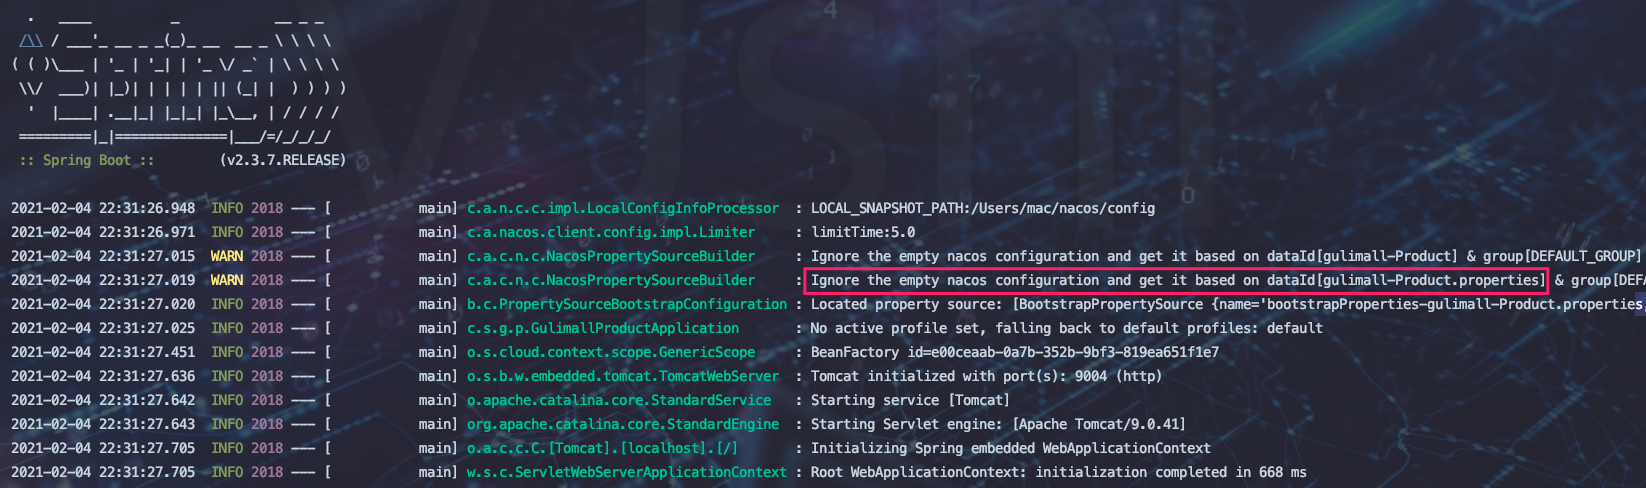 .   ____          _            __ _ _
 /\\ / ___'_ __ _ _(_)_ __  __ _ \ \ \ \
( ( )\___ | '_ | '_| | '_ \/ _` | \ \ \ \
 \\/  ___)| |_)| | | | | || (_| |  ) ) ) )
  '  |____| .__|_| |_|_| |_\__, | / / / /
 =========|_|==============|___/=/_/_/_/
 :: Spring Boot ::        (v2.3.7.RELEASE)
2021-02-04 22:31:26.948  INFO 2018 --- [           main] c.a.n.c.c.impl.LocalConfigInfoProcessor  : LOCAL_SNAPSHOT_PATH:/Users/mac/nacos/config
2021-02-04 22:31:26.971  INFO 2018 --- [           main] c.a.nacos.client.config.impl.Limiter     : limitTime:5.0
2021-02-04 22:31:27.015  WARN 2018 --- [           main] c.a.c.n.c.NacosPropertySourceBuilder     : Ignore the empty nacos configuration and get it based on dataId[gulimall-Product] & group[DEFAULT_GROUP]
2021-02-04 22:31:27.019  WARN 2018 --- [           main] c.a.c.n.c.NacosPropertySourceBuilder     : Ignore the empty nacos configuration and get it based on dataId[gulimall-Product.properties] & group[DEFA
2021-02-04 22:31:27.020  INFO 2018 --- [           main] b.c.PropertySourceBootstrapConfiguration : Located property source: [BootstrapPropertySource {name='bootstrapProperties-gulimall-Product.properties,
2021-02-04 22:31:27.025  INFO 2018 --- [           main] c.s.g.p.GulimallProductApplication       : No active profile set, falling back to default profiles: default
2021-02-04 22:31:27.451  INFO 2018 --- [           main] o.s.cloud.context.scope.GenericScope     : BeanFactory id=e00ceaab-0a7b-352b-9bf3-819ea651f1e7
2021-02-04 22:31:27.636  INFO 2018 --- [           main] o.s.b.w.embedded.tomcat.TomcatWebServer  : Tomcat initialized with port(s): 9004 (http)
2021-02-04 22:31:27.642  INFO 2018 --- [           main] o.apache.catalina.core.StandardService   : Starting service [Tomcat]
2021-02-04 22:31:27.643  INFO 2018 --- [           main] org.apache.catalina.core.StandardEngine  : Starting Servlet engine: [Apache Tomcat/9.0.41]
2021-02-04 22:31:27.705  INFO 2018 --- [           main] o.a.c.c.C.[Tomcat].[localhost].[/]       : Initializing Spring embedded WebApplicationContext
2021-02-04 22:31:27.705  INFO 2018 --- [           main] w.s.c.ServletWebServerApplicationContext : Root WebApplicationContext: initialization completed in 668 ms